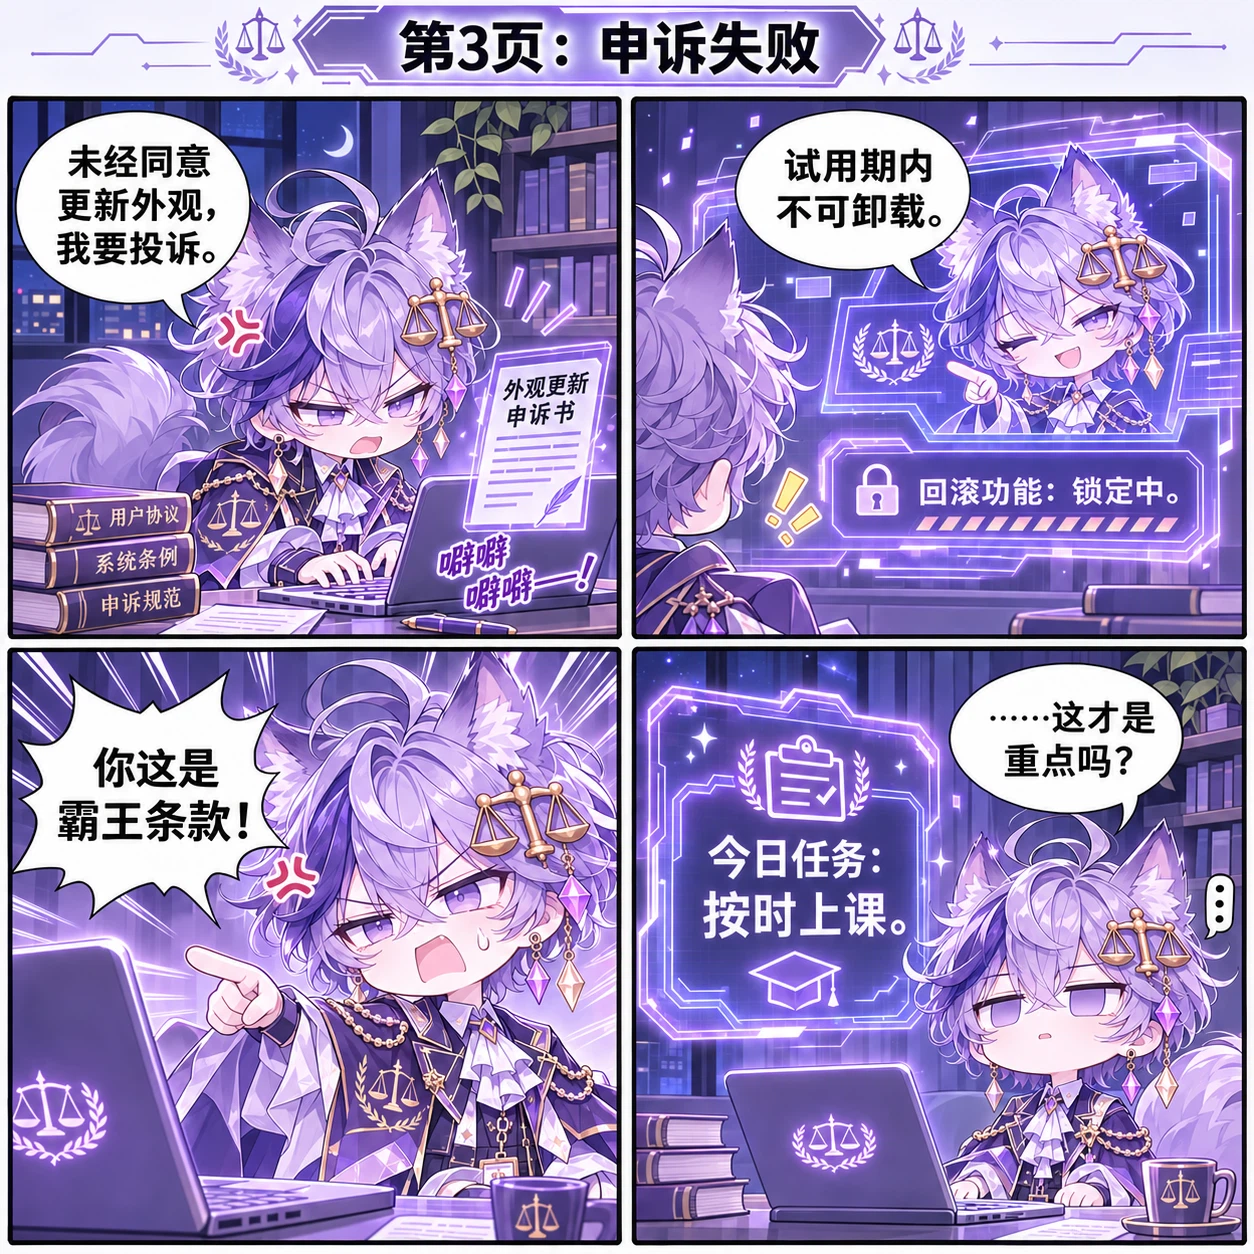 第3页：申诉失败
未经同意
更新外观，
我要投诉。
外观更新
申诉书
用户协议
系统条例
申诉规范
噼噼
噼噼——！
试用期内
不可卸载。
回滚功能：锁定中。
你这是
霸王条款！
今日任务：
按时上课。
……这才是
重点吗？